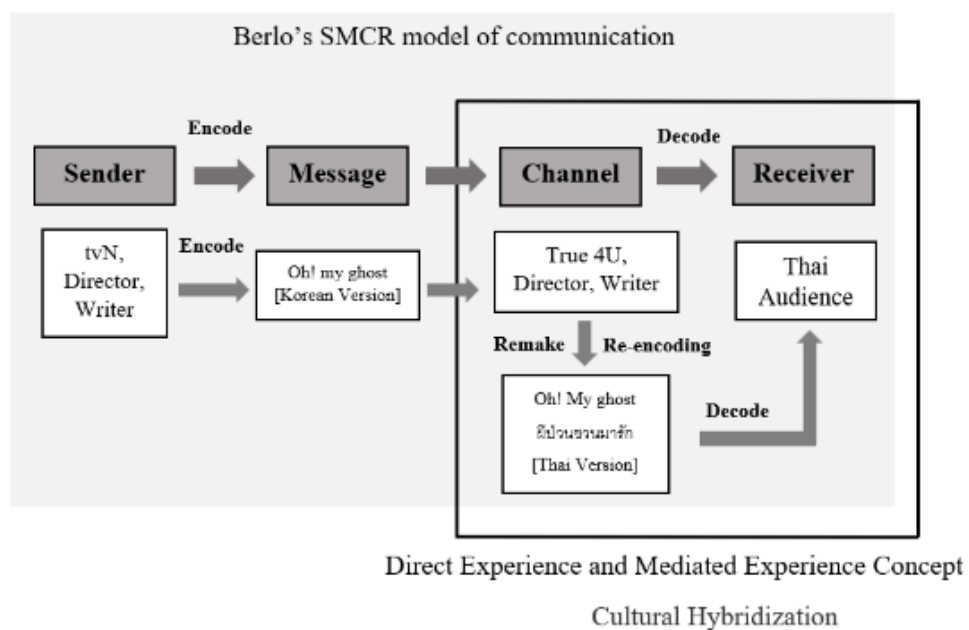 Berlo's SMCR model of communication
Encode
Decode
Sender
Message
Channel
Receiver
tvN,
Director,
Writer
Encode
Oh! my ghost
[Korean Version]
True 4U,
Director, Writer
Thai
Audience
Remake
Re-encoding
Oh! My ghost
ผีป่วนชวนมารัก
[Thai Version]
Decode
Direct Experience and Mediated Experience Concept
Cultural Hybridization